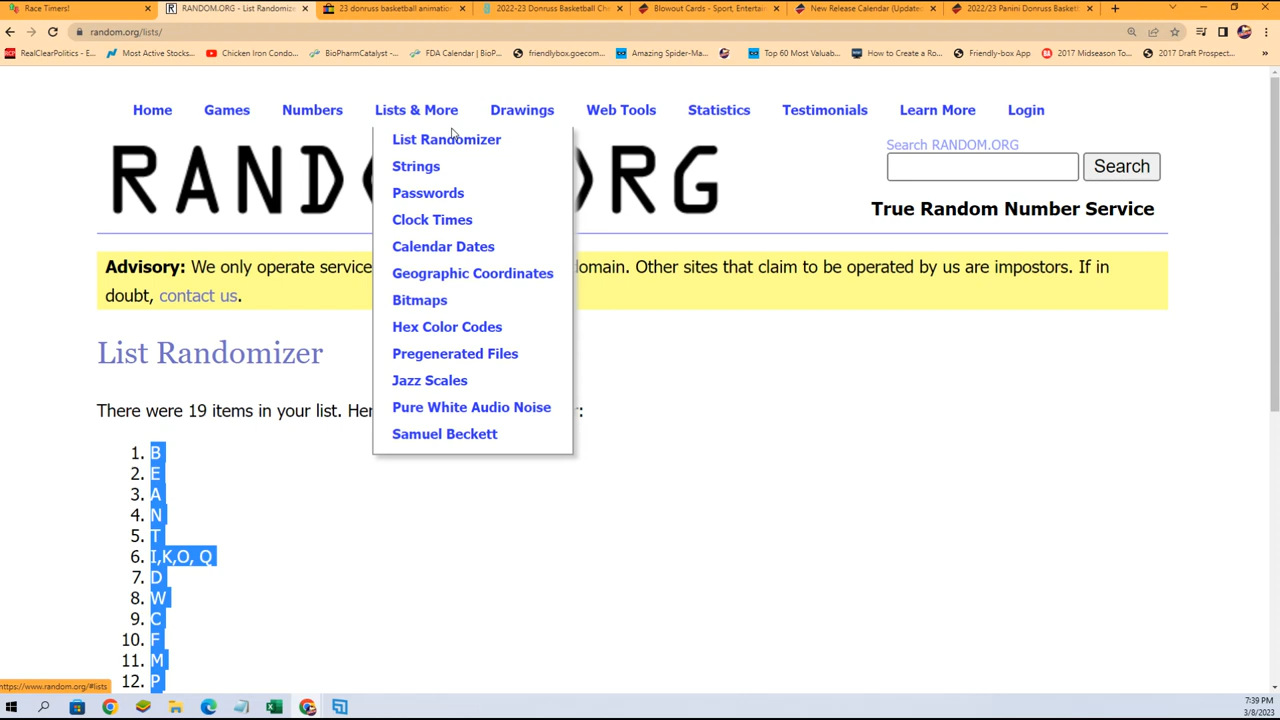 Race Timers!
RANDOM.ORG - List Randomize
23 donruss basketball animation
2022-23 Donruss Basketball Che
Blowout Cards - Sport, Entertain
New Release Calendar (Update
2022/23 Panini Donruss Basketb
random.org/lists/
RealClearPolitics - ...
Most Active Stocks...
Chicken Iron Condo...
BioPharmCatalyst -...
FDA Calendar | BioP...
friendlybox.goecom...
Amazing Spider-Ma...
Top 60 Most Valuab...
How to Create a Ro...
Friendly-box App
2017 Midseason To...
2017 Draft Prospect...
Home
Games
Numbers
Lists & More
Drawings
Web Tools
Statistics
Testimonials
Learn More
Login
List Randomizer
Strings
Passwords
Clock Times
Calendar Dates
Geographic Coordinates
Bitmaps
Hex Color Codes
Pregenerated Files
Jazz Scales
Pure White Audio Noise
Samuel Beckett
Search RANDOM.ORG
Search
True Random Number Service
Advisory: We only operate service omain. Other sites that claim to be operated by us are impostors. If in
doubt, contact us.
List Randomizer
There were 19 items in your list. Her :
1. B
2. E
3. A
4. N
5. T
6. I,K,O, Q
7. D
8. W
9. C
10. F
11. M
12. P
https://www.random.org/#lists
7:39 PM
3/8/2023